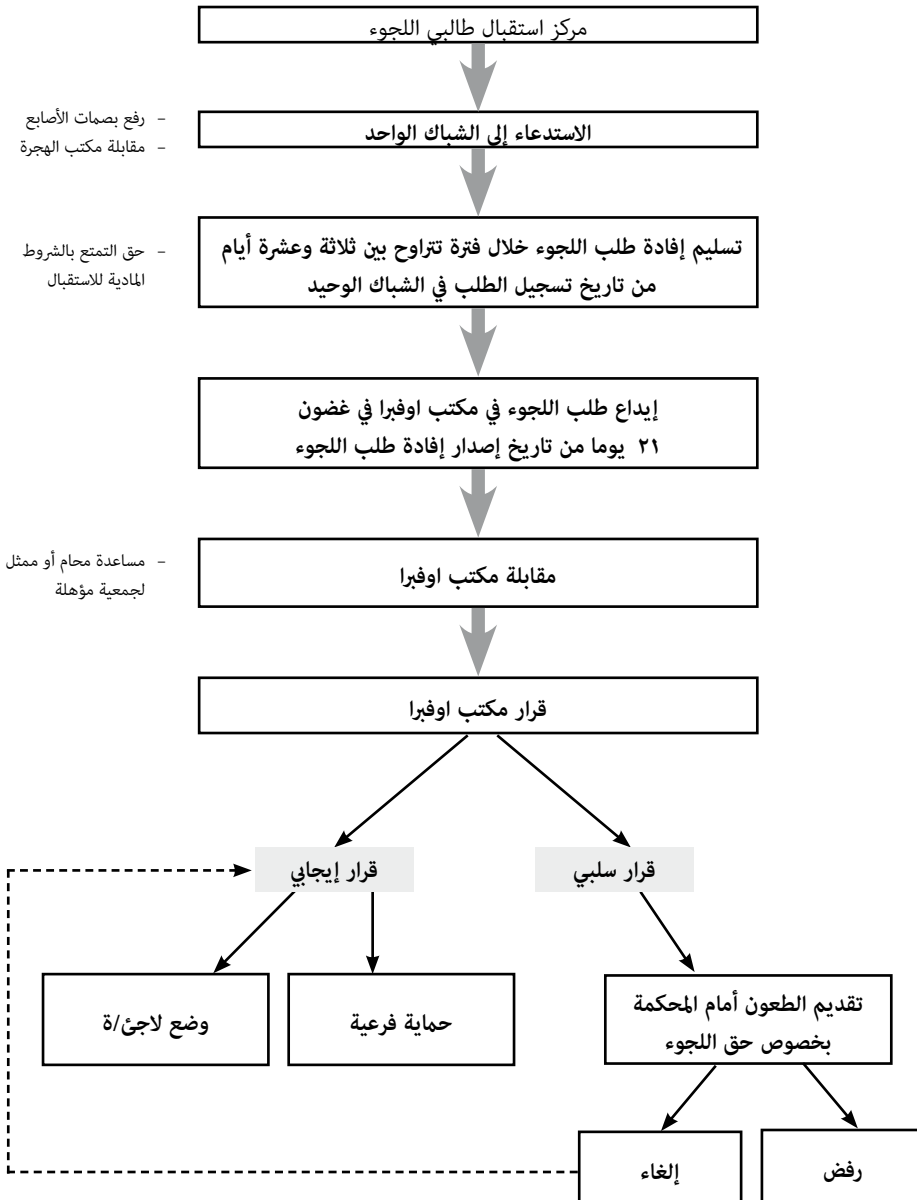 مركز استقبال طالبي اللجوء
الاستدعاء إلى الشباك الواحد
- رفع بصمات الأصابع
- مقابلة مكتب الهجرة
تسليم إفادة طلب اللجوء خلال فترة تتراوح بين ثلاثة وعشرة أيام
من تاريخ تسجيل الطلب في الشباك الوحيد
- حق التمتع بالشروط
المادية للاستقبال
إيداع طلب اللجوء في مكتب اوفبرا في غضون
٢١ يوما من تاريخ إصدار إفادة طلب اللجوء
مقابلة مكتب اوفبرا
- مساعدة محام أو ممثل
لجمعية مؤهلة
قرار مكتب اوفبرا
قرار سلبي
قرار إيجابي
تقديم الطعون أمام المحكمة
بخصوص حق اللجوء
حماية فرعية
وضع لاجئ/ة
رفض
إلغاء